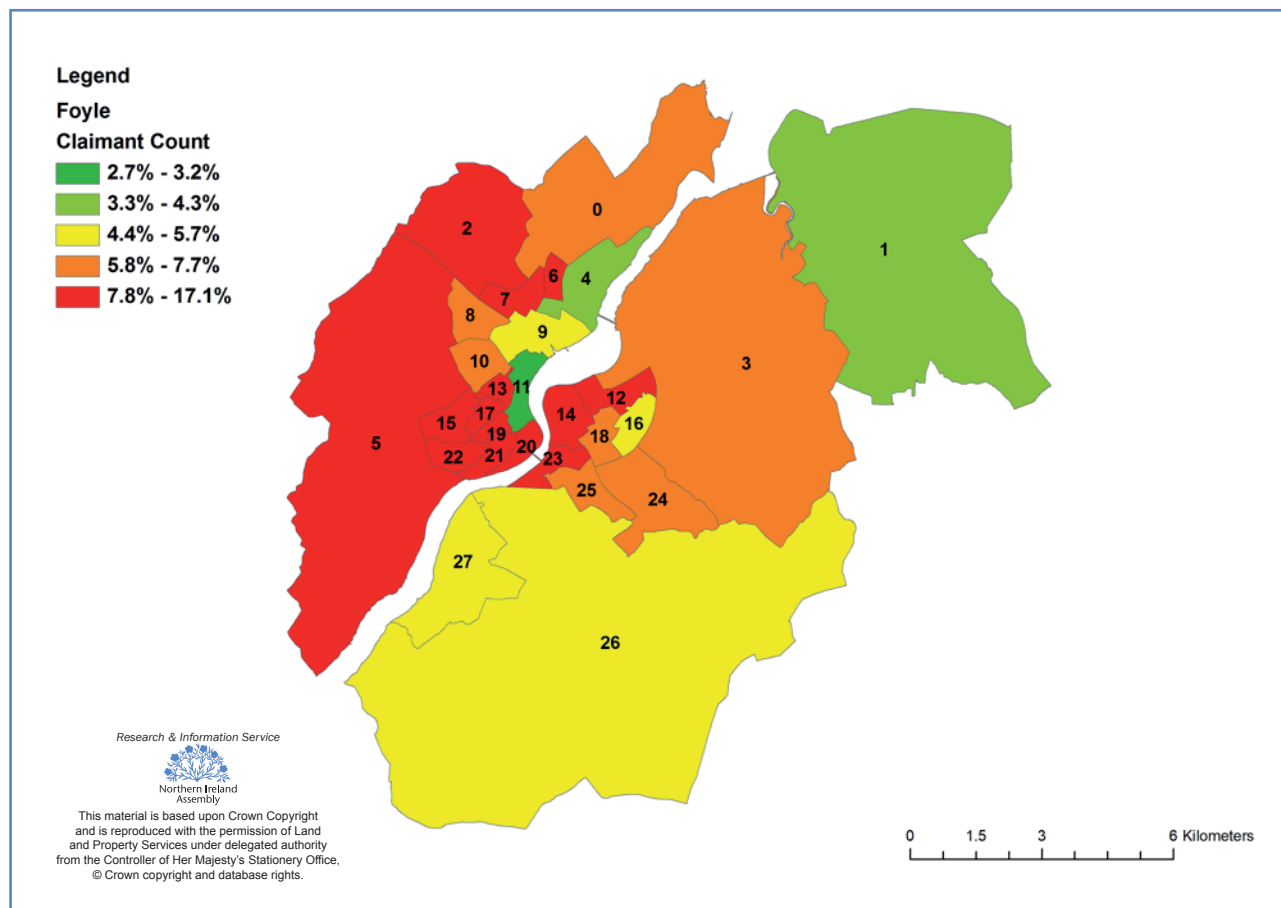 Legend
Foyle
Claimant Count
2.7% - 3.2%
3.3% - 4.3%
4.4% - 5.7%
5.8% - 7.7%
7.8% - 17.1%
0
2
1
6
4
7
8
9
3
10
11
13
12
14
15
17
16
18
19
5
20
22
21
23
25
24
27
26
Research & Information Service
Northern Ireland
Assembly
This material is based upon Crown Copyright
and is reproduced with the permission of Land
and Property Services under delegated authority
from the Controller of Her Majesty's Stationery Office,
© Crown copyright and database rights.
0 1.5 3 6 Kilometers